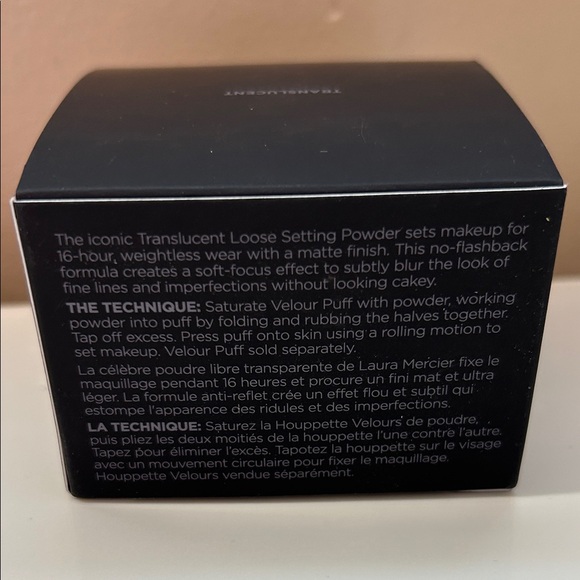 TRANSLUCENT
The iconic Translucent Loose Setting Powder sets makeup for
16-hour, weightless wear with a matte finish. This no-flashback
formula creates a soft-focus effect to subtly blur the look of
fine lines and imperfections without looking cakey.
THE TECHNIQUE: Saturate Velour Puff with powder, working
powder into puff by folding and rubbing the halves together.
Tap off excess. Press puff onto skin using a rolling motion to
set makeup. Velour Puff sold separately.
La célèbre poudre libre transparente de Laura Mercier fixe le
maquillage pendant 16 heures et procure un fini mat et ultra
léger. La formule anti-reflet crée un effet flou et subtil qui
estompe l'apparence des ridules et des imperfections.
LA TECHNIQUE: Saturez la Houppette Velours de poudre,
puis pliez les deux moitiés de la houppette l'une contre l'autre.
Tapez pour éliminer l'excès. Tapotez la houppette sur le visage
avec un mouvement circulaire pour fixer le maquillage.
Houppette Velours vendue séparément.